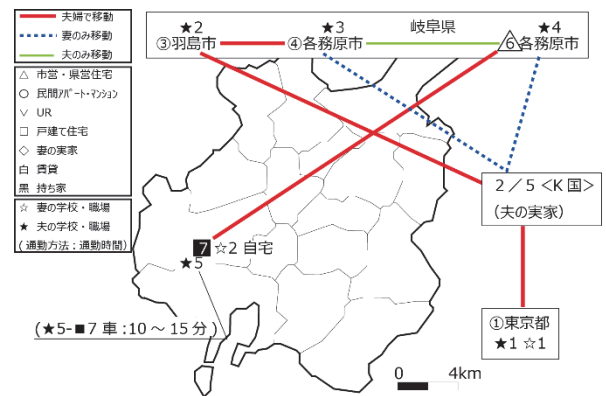 夫婦で移動
妻のみ移動
夫のみ移動
△ 市営・県営住宅
○ 民間ｱﾊﾟｰﾄ・ﾏﾝｼｮﾝ
∨ UR
□ 戸建て住宅
◇ 妻の実家
白 賃貸
黒 持ち家
☆ 妻の学校・職場
★ 夫の学校・職場
(通勤方法；通勤時間)
★2
③羽島市
★3
④各務原市
岐阜県
★4
6 各務原市
2／5 <K国>
(夫の実家)
①東京都
★1 ☆1
7 ☆2 自宅
★5
(★5-■7 車：10～15分)
0 4km